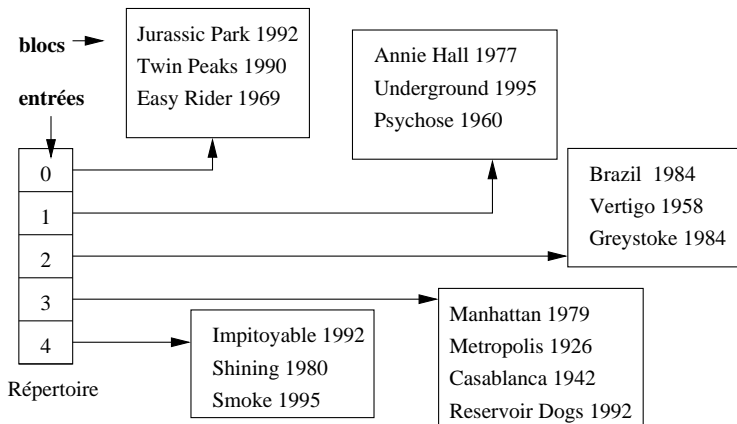 blocs
Jurassic Park 1992
Twin Peaks 1990
Easy Rider 1969
Annie Hall 1977
Underground 1995
Psychose 1960
entrées
0
1
2
3
4
Répertoire
Brazil 1984
Vertigo 1958
Greystoke 1984
Impitoyable 1992
Shining 1980
Smoke 1995
Manhattan 1979
Metropolis 1926
Casablanca 1942
Reservoir Dogs 1992